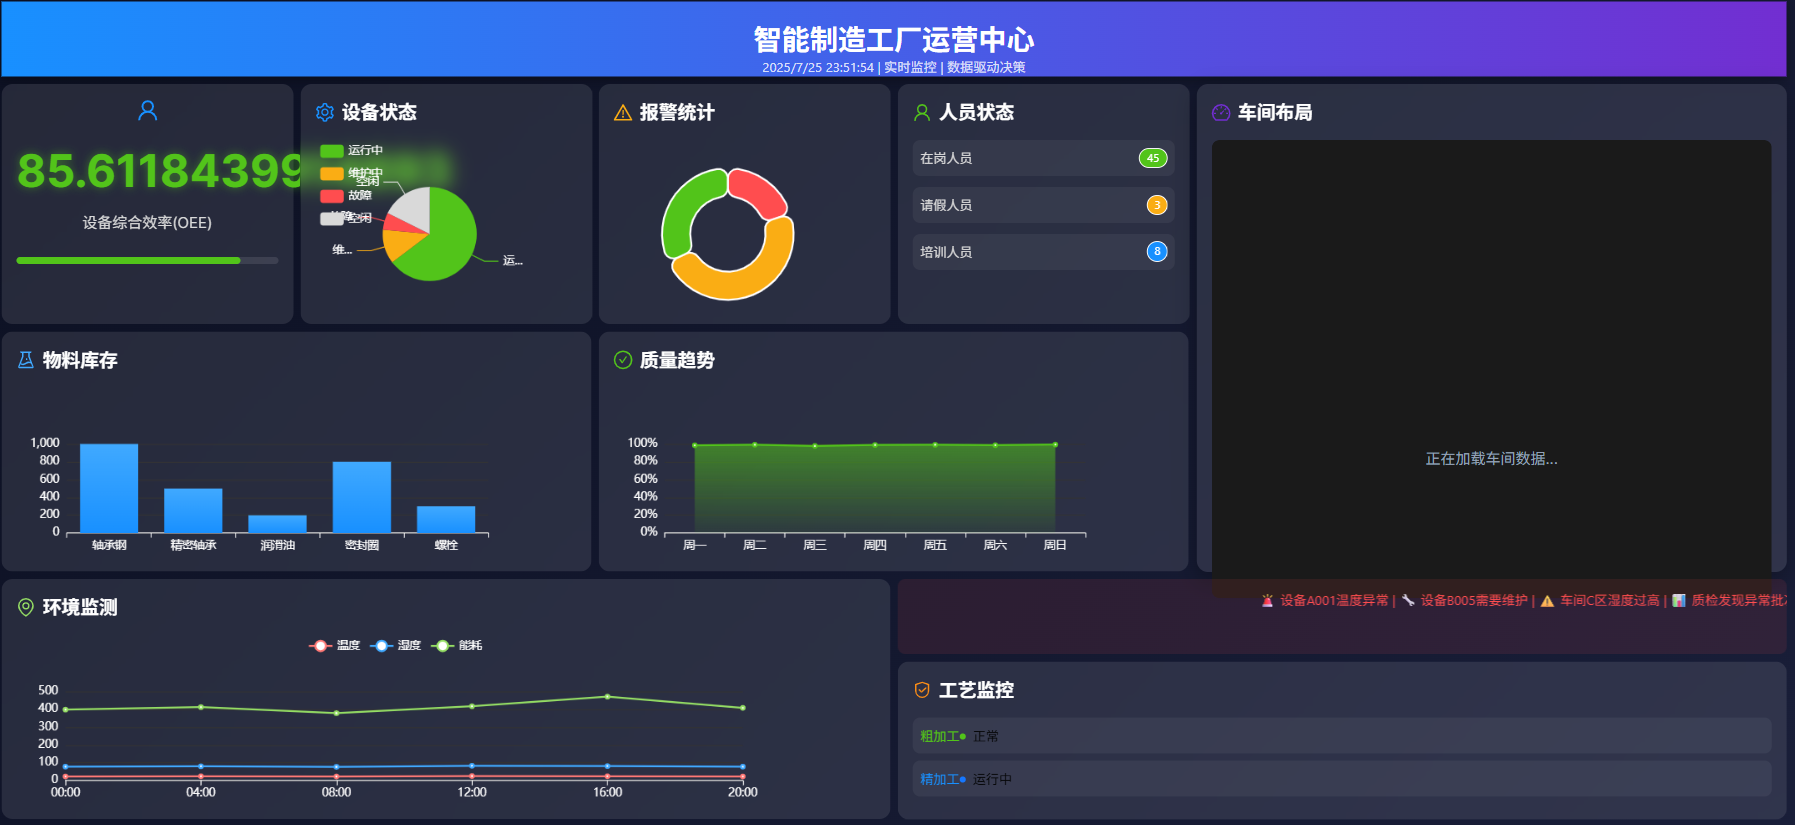 智能制造工厂运营中心
2025/7/25 23:51:54 | 实时监控 | 数据驱动决策
85.61184399
设备综合效率(OEE)
设备状态
运行中
维护中
故障
空闲
空闲
维...
运...
报警统计
人员状态
在岗人员 45
请假人员 3
培训人员 8
车间布局
正在加载车间数据...
物料库存
1,000
800
600
400
200
0
轴承钢 精密轴承 润滑油 密封圈 螺栓
质量趋势
100%
80%
60%
40%
20%
0%
周一 周二 周三 周四 周五 周六 周日
环境监测
温度 湿度 能耗
500
400
300
200
100
0
00:00 04:00 08:00 12:00 16:00 20:00
设备A001温度异常 | 设备B005需要维护 | 车间C区湿度过高 | 质检发现异常批
工艺监控
粗加工 正常
精加工 运行中